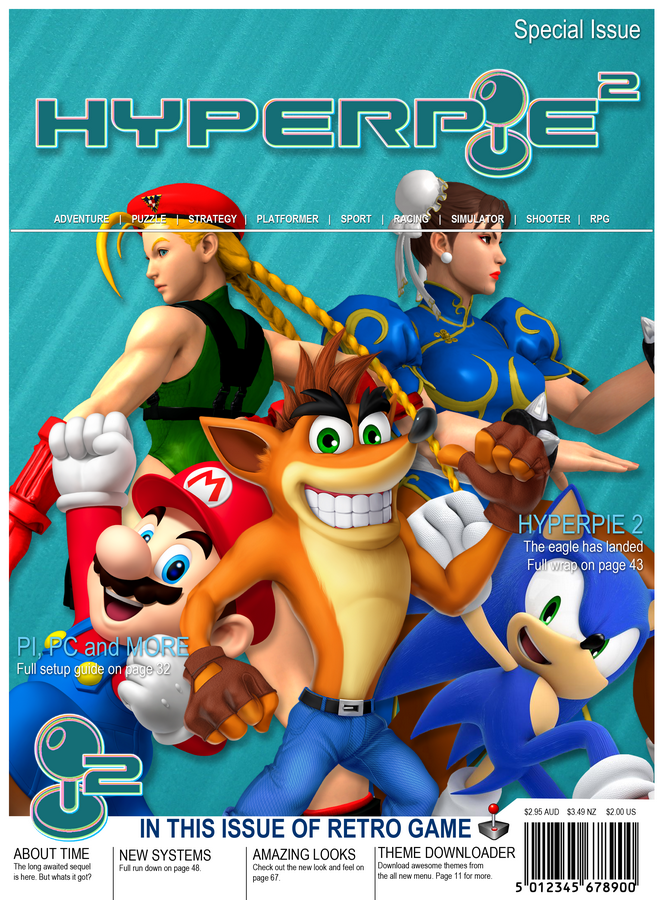 Special Issue
HYPERPIE2
ADVENTURE | PUZZLE | STRATEGY | PLATFORMER | SPORT | RACING | SIMULATOR | SHOOTER | RPG
M
HYPERPIE 2
The eagle has landed
Full wrap on page 43
PI, PC and MORE
Full setup guide on page 32
2
IN THIS ISSUE OF RETRO GAME
$2.95 AUD $3.49 NZ $2.00 US
ABOUT TIME
The long awaited sequel
is here. But whats it got?
NEW SYSTEMS
Full run down on page 48.
AMAZING LOOKS
Check out the new look and feel on
page 67.
THEME DOWNLOADER
Download awesome themes from
the all new menu. Page 11 for more.
5 012345 678900